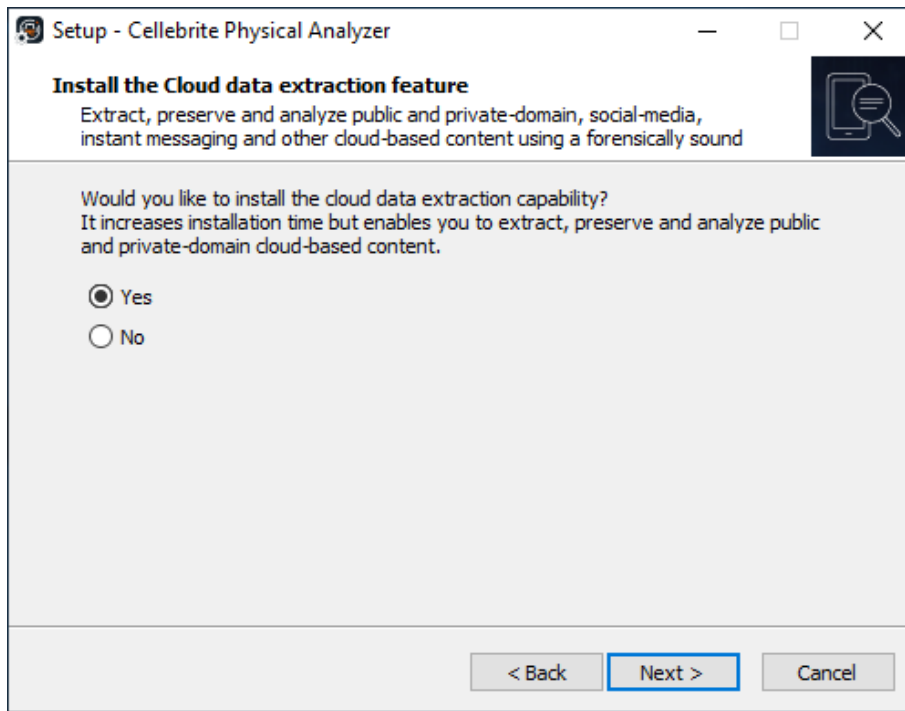 Setup - Cellebrite Physical Analyzer
Install the Cloud data extraction feature
Extract, preserve and analyze public and private-domain, social-media,
instant messaging and other cloud-based content using a forensically sound
Would you like to install the cloud data extraction capability?
It increases installation time but enables you to extract, preserve and analyze public
and private-domain cloud-based content.
Yes
No
< Back Next > Cancel